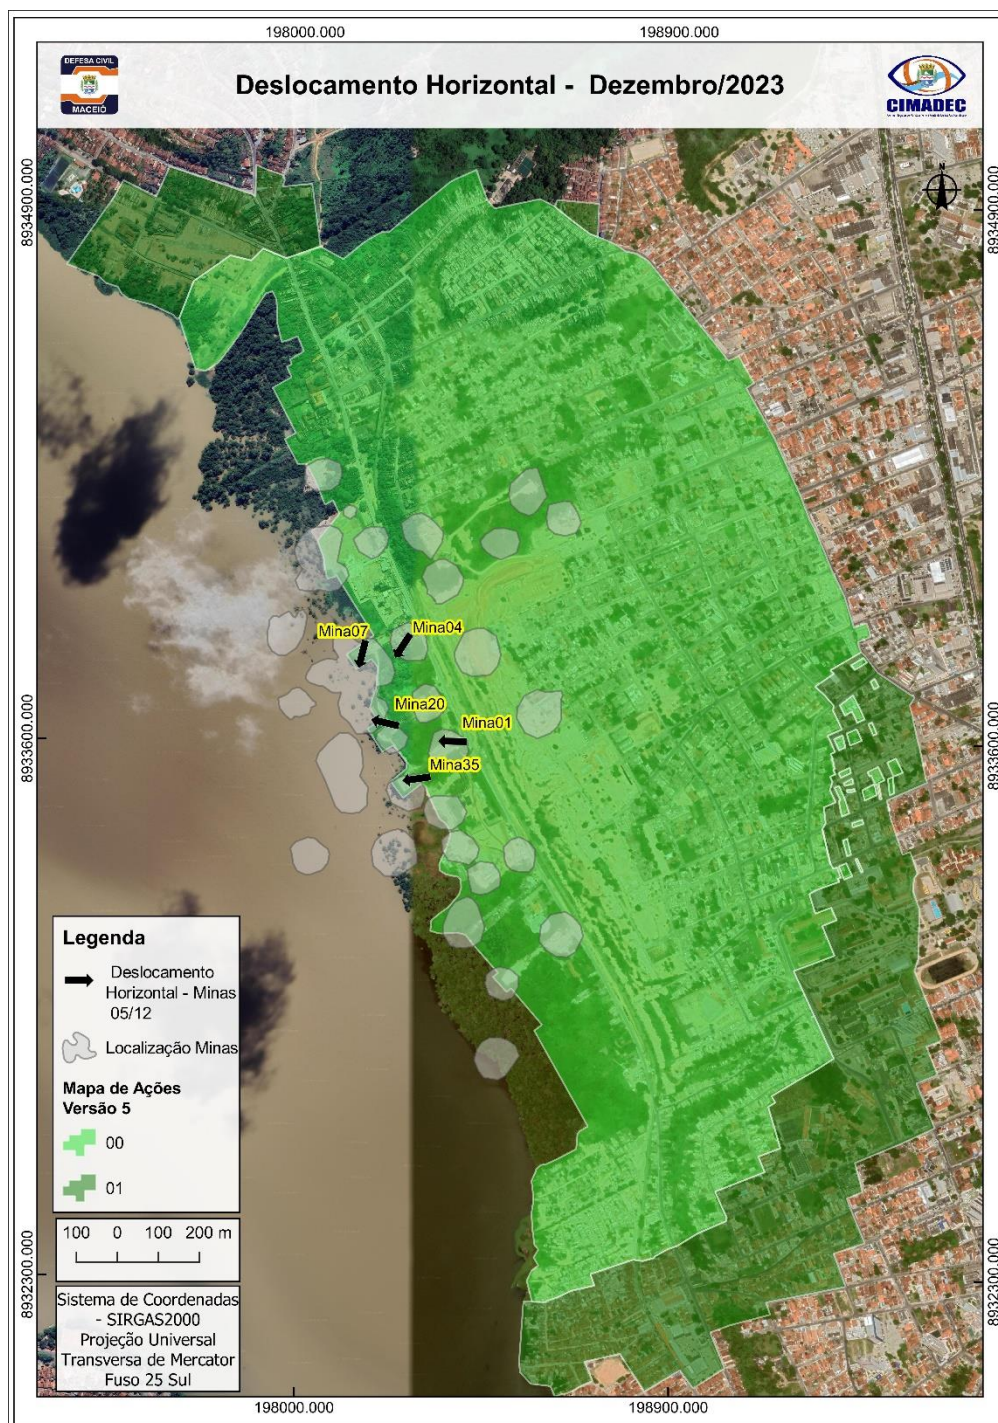 198000.000
198900.000
DEFESA CIVIL
MACEIÓ
Deslocamento Horizontal - Dezembro/2023
CIMADEC
8934900.000
8934900.000
N
Mina07
Mina04
Mina20
Mina01
Mina35
8933600.000
8933600.000
Legenda
Deslocamento
Horizontal - Minas
05/12
Localização Minas
Mapa de Ações
Versão 5
00
01
100 0 100 200 m
8932300.000
8932300.000
Sistema de Coordenadas
- SIRGAS2000
Projeção Universal
Transversa de Mercator
Fuso 25 Sul
198000.000
198900.000